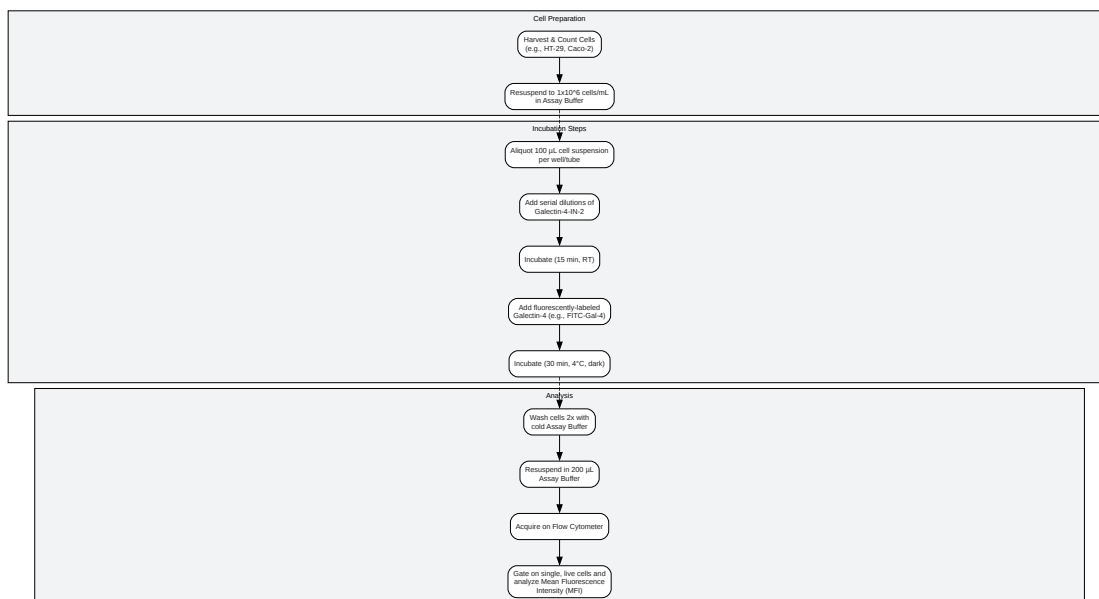 Cell Preparation
Harvest & Count Cells
(e.g., HT-29, Caco-2)
Resuspend to 1x10^6 cells/mL
in Assay Buffer
Incubation Steps
Aliquot 100 µL cell suspension
per well/tube
Add serial dilutions of
Galectin-4-IN-2
Incubate (15 min, RT)
Add fluorescently-labeled
Galectin-4 (e.g., FITC-Gal-4)
Incubate (30 min, 4°C, dark)
Analysis
Wash cells 2x with
cold Assay Buffer
Resuspend in 200 µL
Assay Buffer
Acquire on Flow Cytometer
Gate on single, live cells and
analyze Mean Fluorescence
Intensity (MFI)